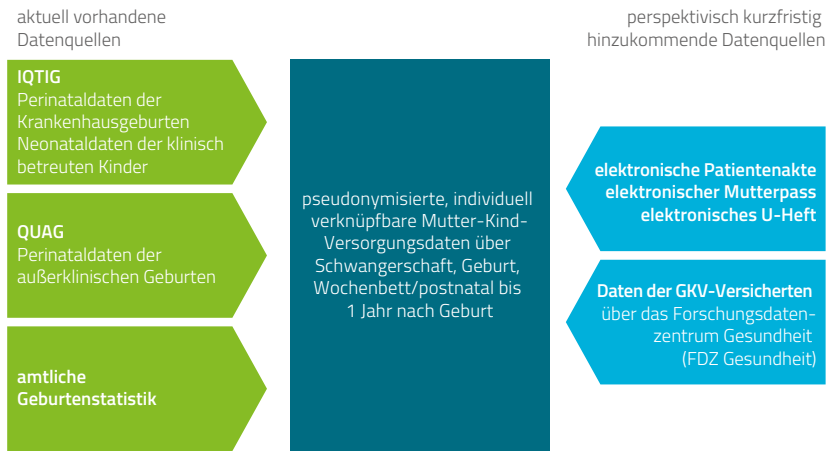 aktuell vorhandene
Datenquellen
IQTIG
Perinataldaten der
Krankenhausgeburten
Neonataldaten der klinisch
betreuten Kinder
QUAG
Perinataldaten der
außerklinischen Geburten
amtliche
Geburtenstatistik
pseudonymisierte, individuell
verknüpfbare Mutter-Kind-
Versorgungsdaten über
Schwangerschaft, Geburt,
Wochenbett/postnatal bis
1 Jahr nach Geburt
perspektivisch kurzfristig
hinzukommende Datenquellen
elektronische Patientenakte
elektronischer Mutterpass
elektronisches U-Heft
Daten der GKV-Versicherten
über das Forschungsdaten-
zentrum Gesundheit
(FDZ Gesundheit)